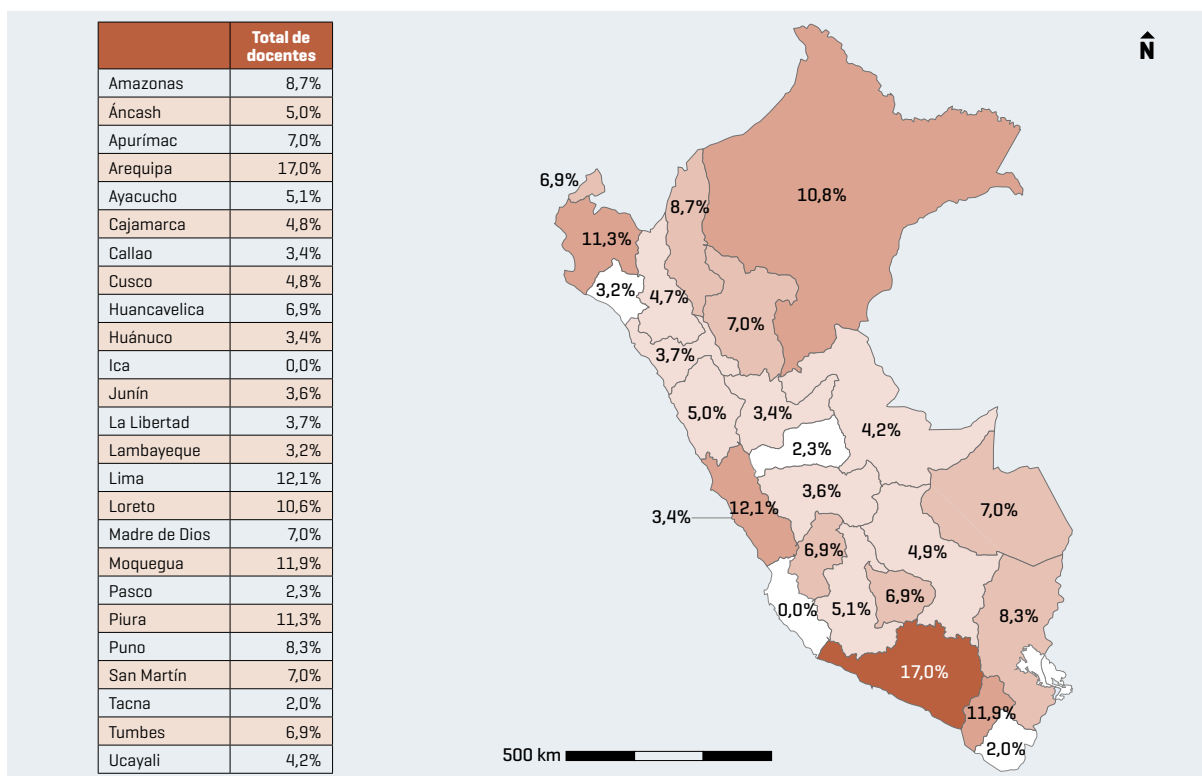 Total de
docentes
Amazonas 8,7%
Áncash 5,0%
Apurímac 7,0%
Arequipa 17,0%
Ayacucho 5,1%
Cajamarca 4,8%
Callao 3,4%
Cusco 4,8%
Huancavelica 6,9%
Huánuco 3,4%
Ica 0,0%
Junín 3,6%
La Libertad 3,7%
Lambayeque 3,2%
Lima 12,1%
Loreto 10,6%
Madre de Dios 7,0%
Moquegua 11,9%
Pasco 2,3%
Piura 11,3%
Puno 8,3%
San Martín 7,0%
Tacna 2,0%
Tumbes 6,9%
Ucayali 4,2%
N
6,9%
10,8%
8,7%
11,3%
3,2%
4,7%
7,0%
3,7%
5,0%
3,4%
4,2%
2,3%
3,6%
12,1%
3,4%
7,0%
6,9%
4,9%
0,0%
5,1%
6,9%
8,3%
17,0%
11,9%
2,0%
500 km